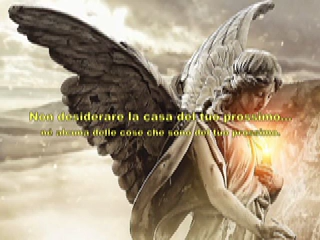 Non desiderare la casa del tuo prossimo...
né alcuna delle cose che sono del tuo prossimo.